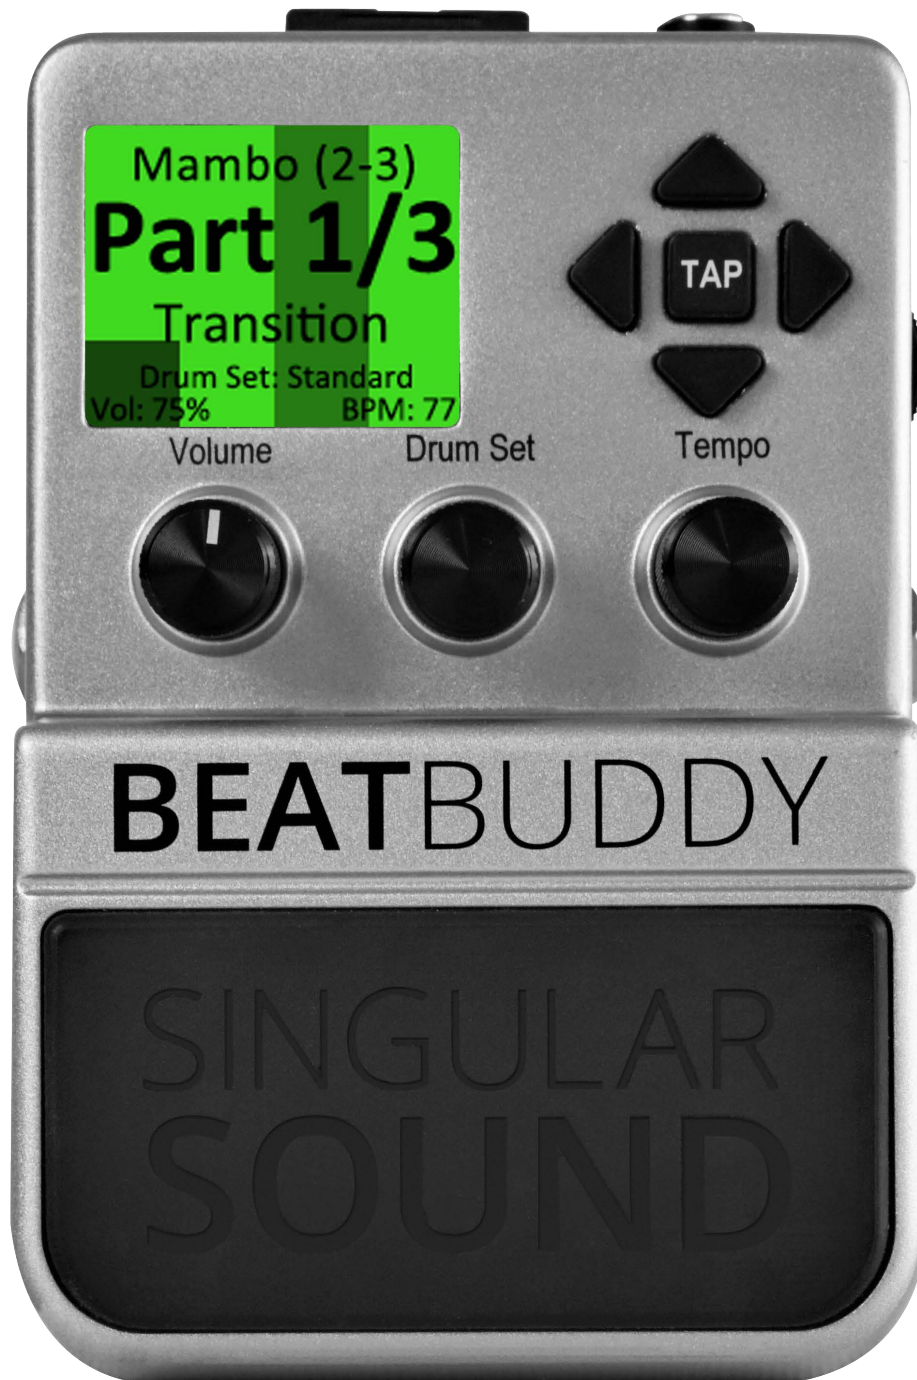 Mambo (2-3)
Part 1/3
Transition
Drum Set: Standard
Vol: 75% BPM: 77
TAP
Volume Drum Set Tempo
BEATBUDDY
SINGULAR
SOUND